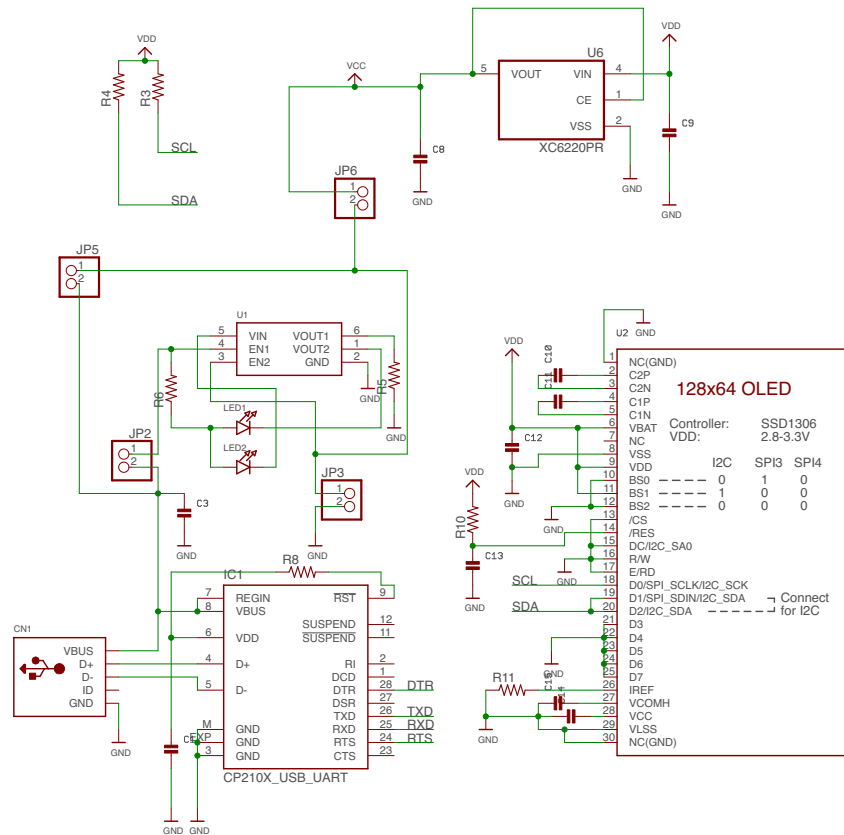 VDD
R4
R3
SCL
SDA
VCC
C8
GND
5
VOUT
VIN
4
CE
1
VSS
2
U6
XC6220PR
GND
VDD
C9
GND
JP6
1
2
JP5
1
2
U1
5
VIN
VOUT1
6
4
EN1
VOUT2
1
3
EN2
GND
2
GND
R5
GND
R6
LED1
LED2
JP2
1
2
C3
GND
JP3
1
2
GND
R8
IC1
7
REGIN
RST
9
8
VBUS
SUSPEND
12
6
VDD
SUSPEND
11
4
D+
RI
2
DCD
1
5
D-
DTR
28
DTR
DSR
27
TXD
26
TXD
M
GND
RXD
25
RXD
EXP
GND
RTS
24
RTS
3
GND
CTS
23
CP210X_USB_UART
CN1
VBUS
D+
D-
ID
GND
GND
GND
GND
U2
GND
128x64 OLED
Controller: SSD1306
VDD: 2.8-3.3V
I2C SPI3 SPI4
BS0 0 1 0
BS1 1 0 0
BS2 0 0 0
1
NC(GND)
2
C2P
3
C2N
4
C1P
5
C1N
6
VBAT
7
NC
8
VSS
9
VDD
10
11
12
13
/CS
14
/RES
15
DC/I2C_SA0
16
R/W
17
E/RD
18
D0/SPI_SCLK/I2C_SCK
19
D1/SPI_SDIN/I2C_SDA
20
D2/I2C_SDA
Connect
for I2C
21
D3
22
D4
23
D5
24
D6
25
D7
26
IREF
27
VCOMH
28
VCC
29
VLSS
30
NC(GND)
VDD
C10
C11
C12
GND
GND
VDD
R10
C13
GND
GND
SCL
SDA
GND
R11
GND
GND